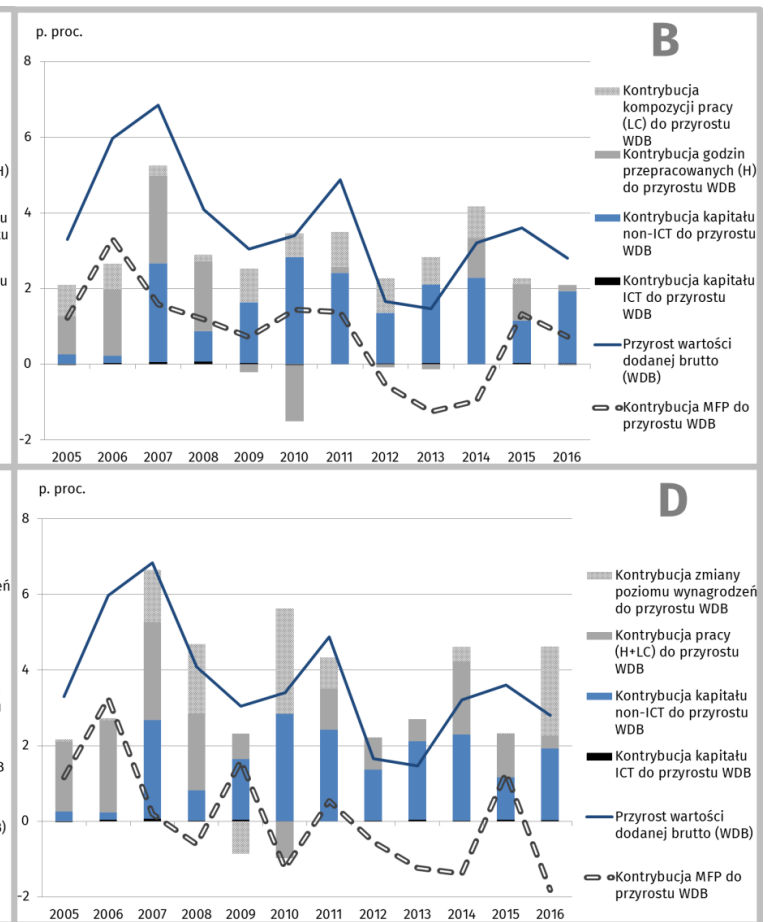 p. proc.
B
8
6
4
2
0
-2
2005 2006 2007 2008 2009 2010 2011 2012 2013 2014 2015 2016
Kontrybucja
kompozycji pracy
(LC) do przyrostu
WDB
Kontrybucja godzin
przepracowanych (H)
do przyrostu WDB
Kontrybucja kapitału
non-ICT do przyrostu
WDB
Kontrybucja kapitału
ICT do przyrostu
WDB
Przyrost wartości
dodanej brutto
(WDB)
Kontrybucja MFP do
przyrostu WDB
p. proc.
D
8
6
4
2
0
-2
2005 2006 2007 2008 2009 2010 2011 2012 2013 2014 2015 2016
Kontrybucja zmiany
poziomu wynagrodzeń
do przyrostu WDB
Kontrybucja pracy
(H+LC) do przyrostu
WDB
Kontrybucja kapitału
non-ICT do przyrostu
WDB
Kontrybucja kapitału
ICT do przyrostu WDB
Przyrost wartości
dodanej brutto (WDB)
Kontrybucja MFP do
przyrostu WDB